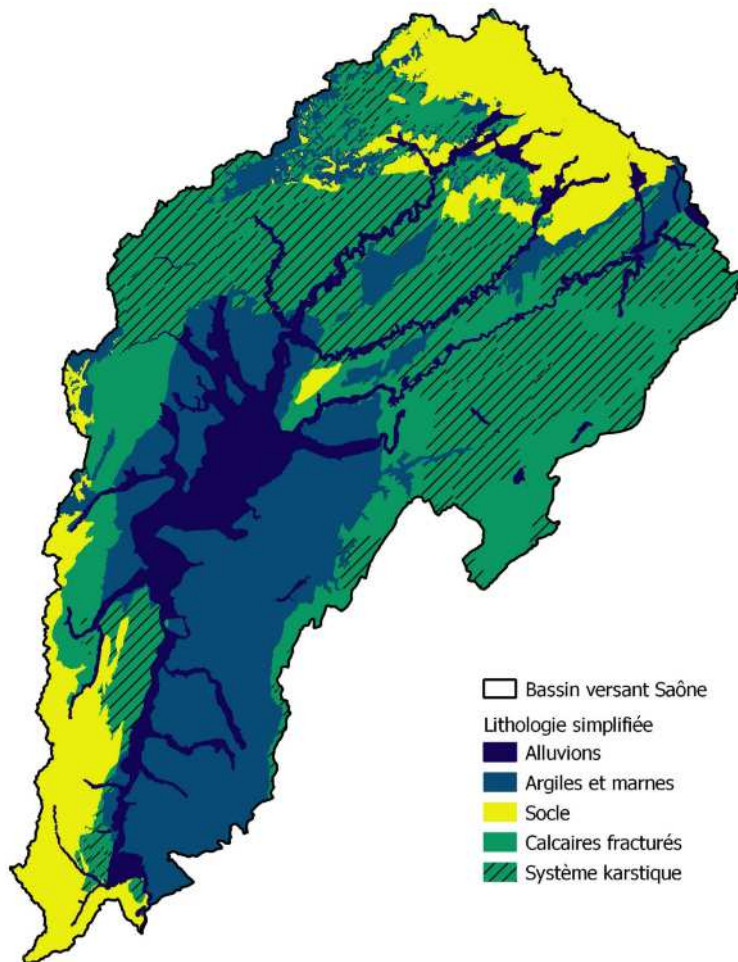 Bassin versant Saône
Lithologie simplifiée
Alluvions
Argiles et marnes
Socle
Calcaires fracturés
Système karstique